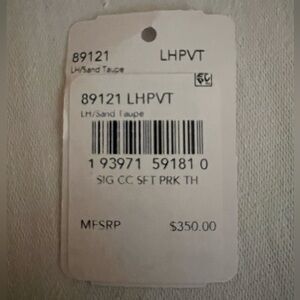 89121 LHPVT
LH/Sand Taupe
89121 LHPVT
LH/Sand Taupe
1 93971 59181 0
SIG CC SFT PRK TH
MFSRP $350.00